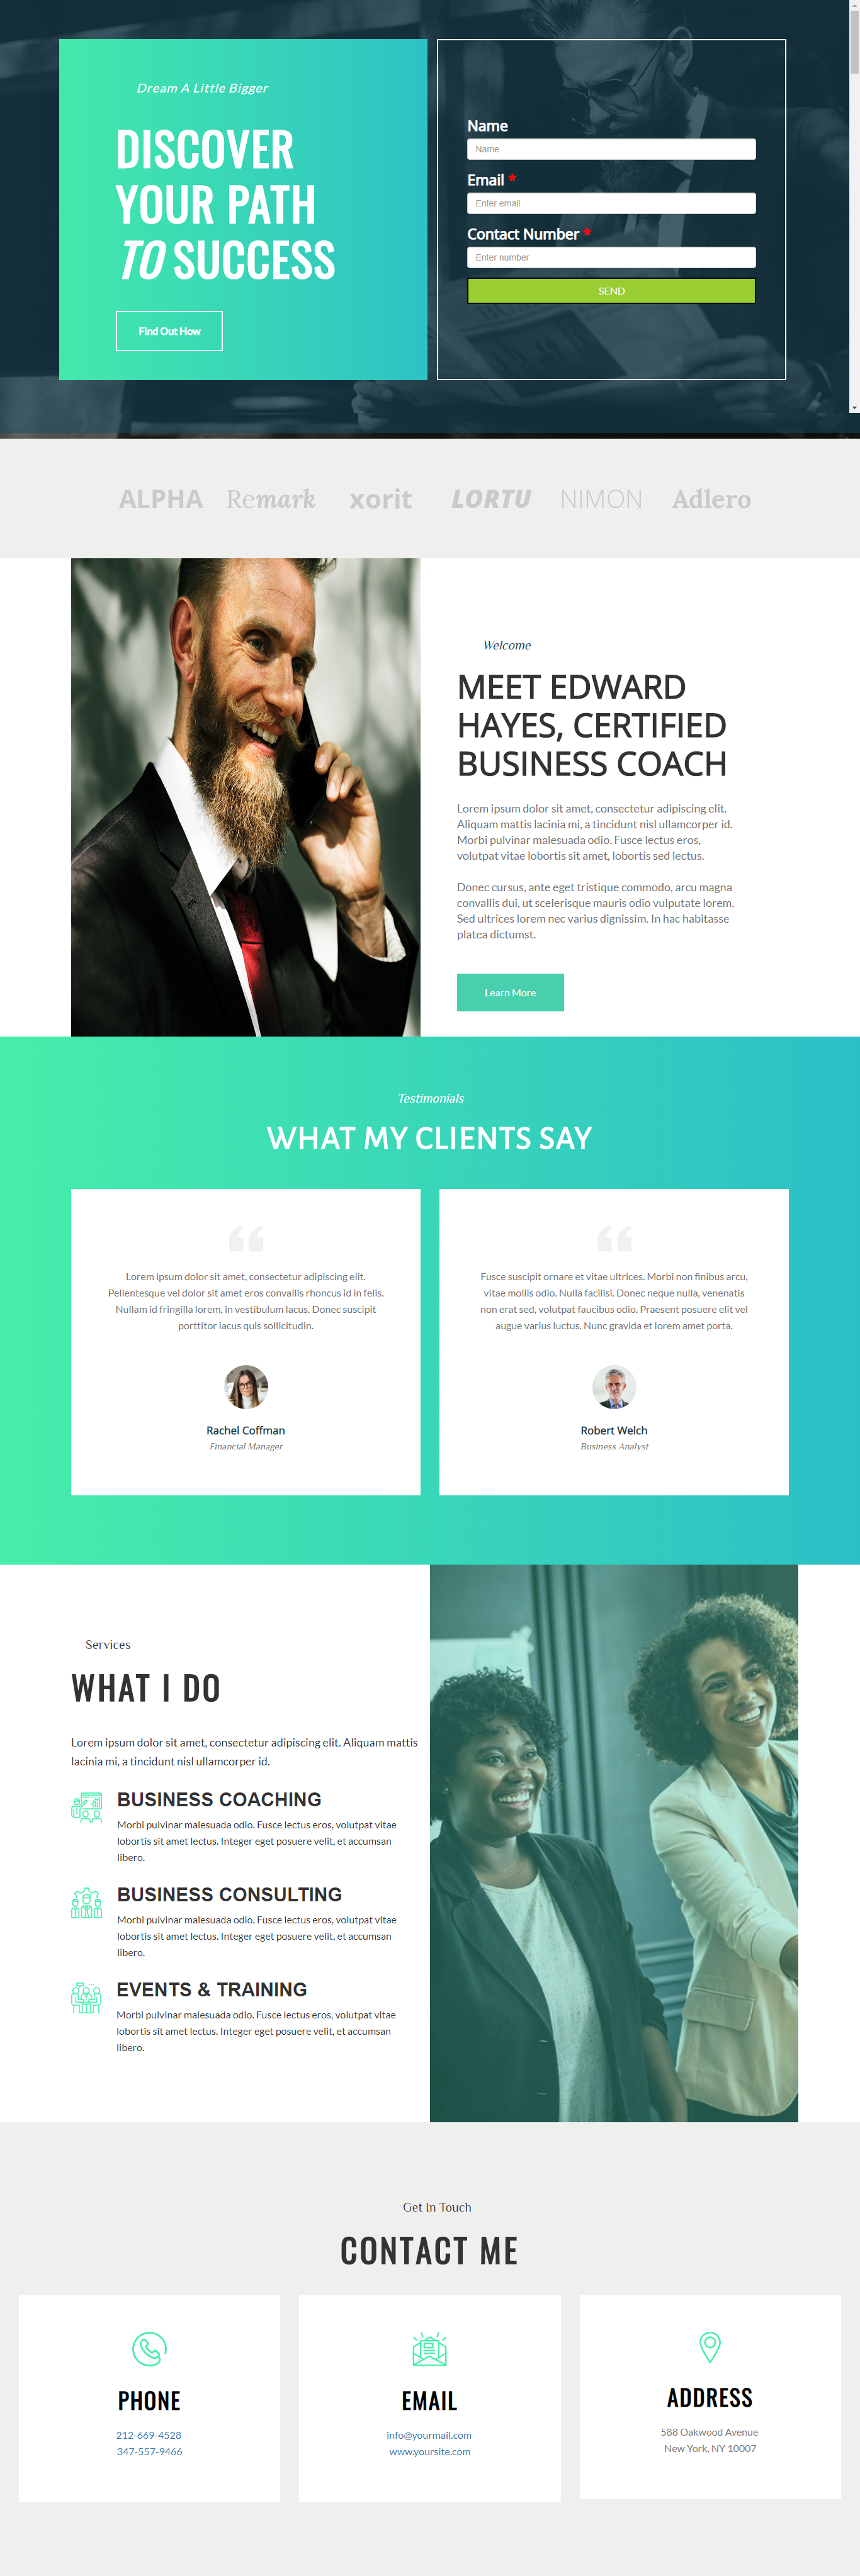 Dream A Little Bigger
DISCOVER
YOUR PATH
TO SUCCESS
Find Out How
Name
Name
Email *
Enter email
Contact Number *
Enter number
SEND
ALPHA Remark xorit LORTU NIMON Adlero
Welcome
MEET EDWARD
HAYES, CERTIFIED
BUSINESS COACH
Lorem ipsum dolor sit amet, consectetur adipiscing elit.
Aliquam mattis lacinia mi, a tincidunt nisl ullamcorper id.
Morbi pulvinar malesuada odio. Fusce lectus eros,
volutpat vitae lobortis sit amet, lobortis sed lectus.
Donec cursus, ante eget tristique commodo, arcu magna
convallis dui, ut scelerisque mauris odio vulputate lorem.
Sed ultrices lorem nec varius dignissim. In hac habitasse
platea dictumst.
Learn More
Testimonials
WHAT MY CLIENTS SAY
Lorem ipsum dolor sit amet, consectetur adipiscing elit.
Pellentesque vel dolor sit amet eros convallis rhoncus id in felis.
Nullam id fringilla lorem, in vestibulum lacus. Donec suscipit
porttitor lacus quis sollicitudin.
Rachel Coffman
Financial Manager
Fusce suscipit ornare et vitae ultrices. Morbi non finibus arcu,
vitae mollis odio. Nulla facilisi. Donec neque nulla, venenatis
non erat sed, volutpat faucibus odio. Praesent posuere elit vel
augue varius luctus. Nunc gravida et lorem amet porta.
Robert Welch
Business Analyst
Services
WHAT I DO
Lorem ipsum dolor sit amet, consectetur adipiscing elit. Aliquam mattis
lacinia mi, a tincidunt nisl ullamcorper id.
BUSINESS COACHING
Morbi pulvinar malesuada odio. Fusce lectus eros, volutpat vitae
lobortis sit amet lectus. Integer eget posuere velit, et accumsan
libero.
BUSINESS CONSULTING
Morbi pulvinar malesuada odio. Fusce lectus eros, volutpat vitae
lobortis sit amet lectus. Integer eget posuere velit, et accumsan
libero.
EVENTS & TRAINING
Morbi pulvinar malesuada odio. Fusce lectus eros, volutpat vitae
lobortis sit amet lectus. Integer eget posuere velit, et accumsan
libero.
Get In Touch
CONTACT ME
PHONE
212-669-4528
347-557-9466
EMAIL
info@yourmail.com
www.yoursite.com
ADDRESS
588 Oakwood Avenue
New York, NY 10007